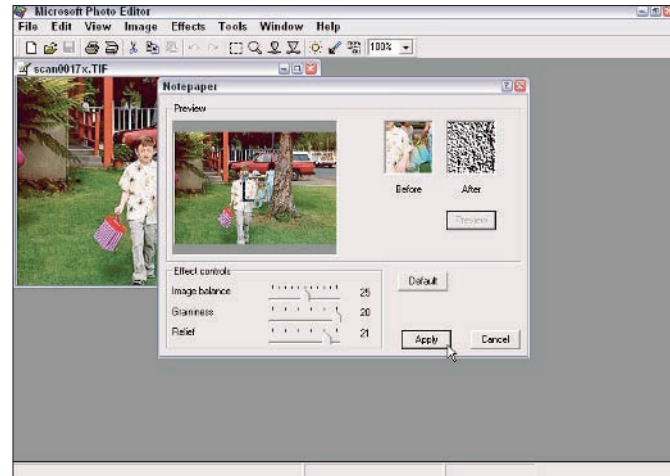 Microsoft Photo Editor
File Edit View Image Effects Tools Window Help
100%
scan0017x.TIF
Notepaper
Preview
Before After
Preview
Effect controls
Image balance 25
Graininess 20
Relief 21
Default
Apply Cancel